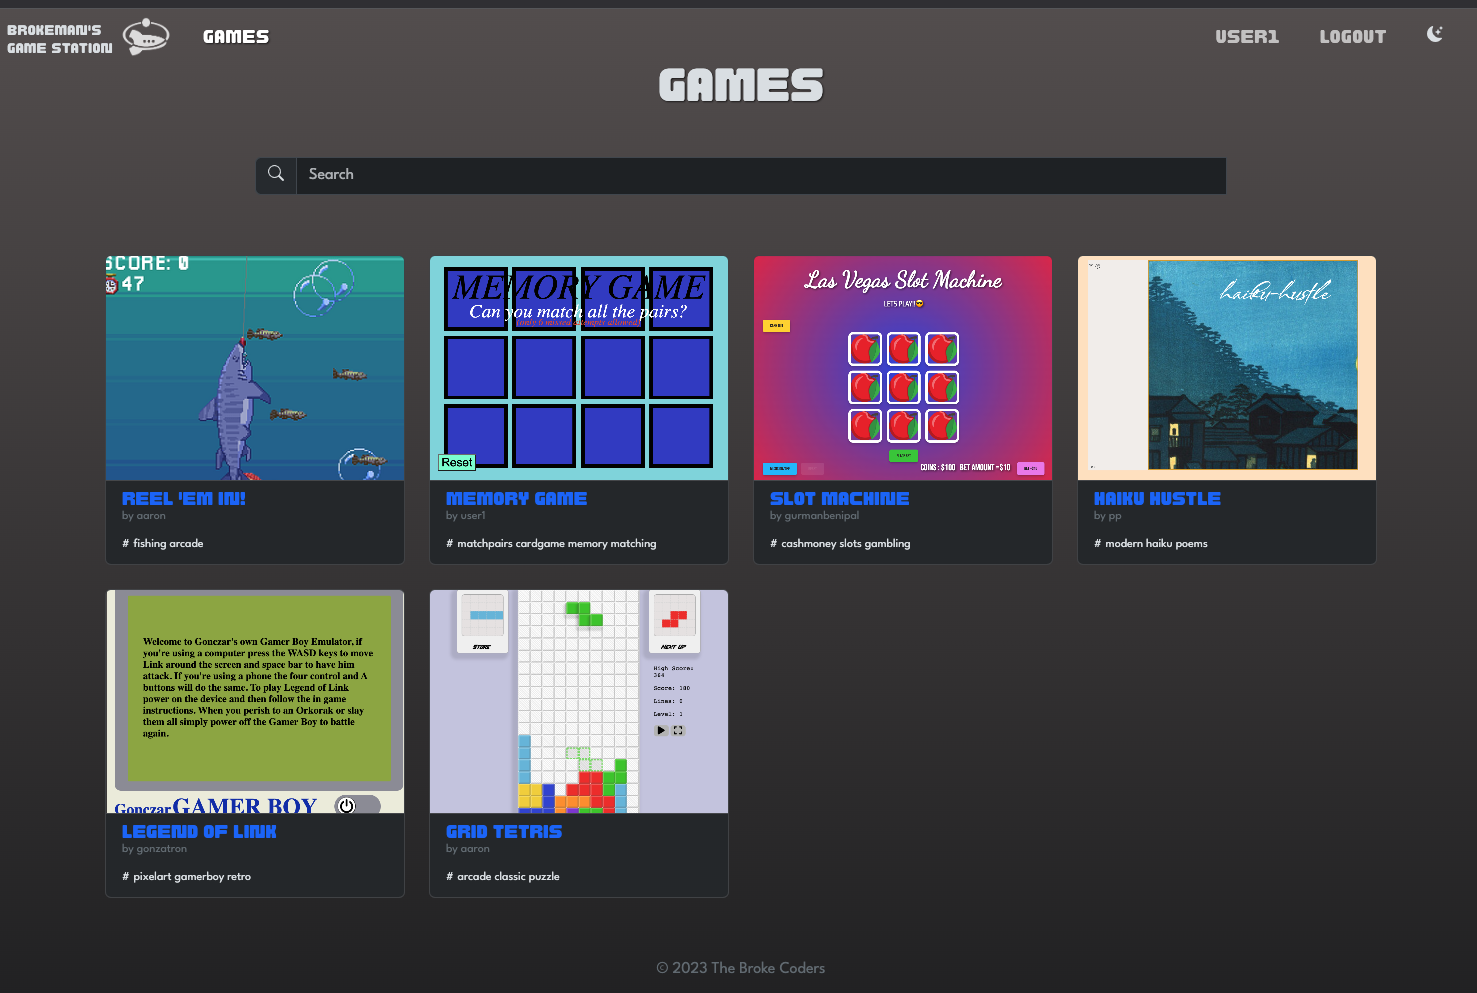 BROKEMAN'S
GAME STATION
GAMES
USER1
LOGOUT
GAMES
Search
SCORE: 0
47
MEMORY GAME
Can you match all the pairs?
Reset
Las Vegas Slot Machine
LETS PLAY!
COINS : $100 BET AMOUNT =$10
haiku-hustle
REEL 'EM IN!
by aaron
# fishing arcade
MEMORY GAME
by user1
# matchpairs cardgame memory matching
SLOT MACHINE
by gurmanbenipal
# cashmoney slots gambling
HAIKU HUSTLE
by pp
# modern haiku poems
Welcome to Gonczar's own Gamer Boy Emulator, if
you're using a computer press the WASD keys to move
Link around the screen and space bar to have him
attack. If you're using a phone the four control and A
buttons will do the same. To play Legend of Link
power on the device and then follow the in game
instructions. When you perish to an Orkorak or slay
them all simply power off the Gamer Boy to battle
again.
Gonczar GAMER BOY
STORE
NEXT UP
High Score:
364
Score: 180
Lines: 0
Level: 1
LEGEND OF LINK
by gonzatron
# pixelart gamerboy retro
GRID TETRIS
by aaron
# arcade classic puzzle
© 2023 The Broke Coders